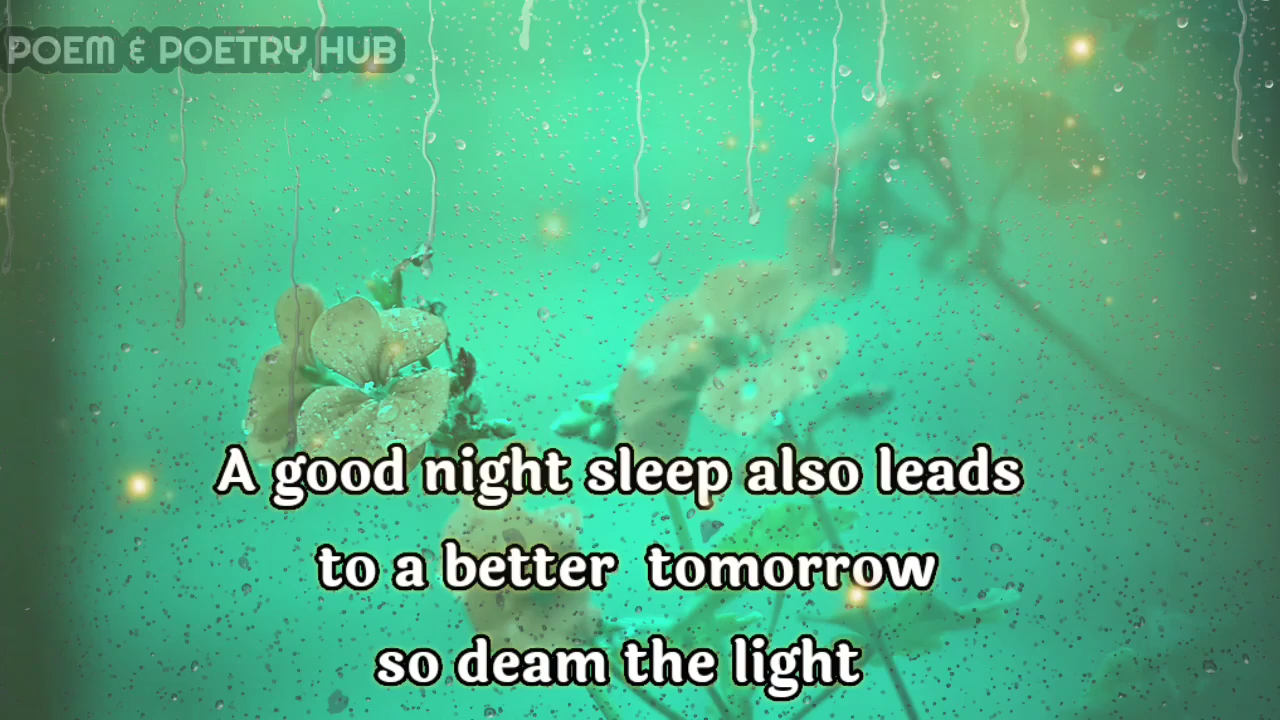 POEM & POETRY HUB
A good night sleep also leads
to a better tomorrow
so deam the light